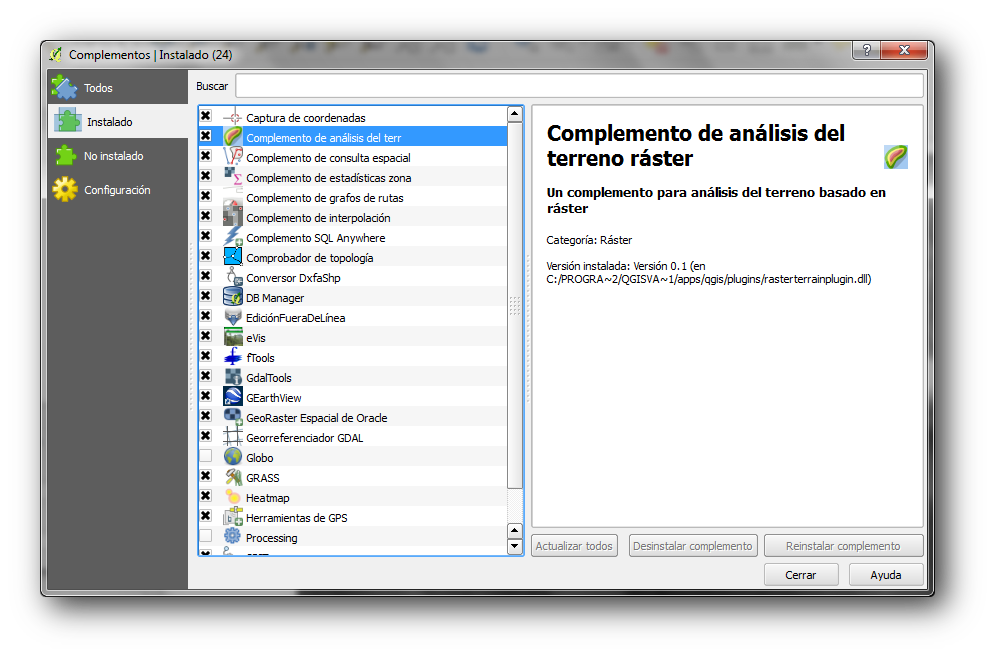 Complementos | Instalado (24)
?
Todos
Instalado
No instalado
Configuración
Buscar
Captura de coordenadas
Complemento de análisis del terr
Complemento de consulta espacial
Complemento de estadísticas zona
Complemento de grafos de rutas
Complemento de interpolación
Complemento SQL Anywhere
Comprobador de topología
Conversor DxfaShp
DB Manager
EdiciónFueraDeLínea
eVis
fTools
GdalTools
GEarthView
GeoRaster Espacial de Oracle
Georreferenciador GDAL
Globo
GRASS
Heatmap
Herramientas de GPS
Processing
Complemento de análisis del
terreno ráster
Un complemento para análisis del terreno basado en
ráster
Categoría: Ráster
Versión instalada: Versión 0.1 (en
C:/PROGRA~2/QGISVA~1/apps/qgis/plugins/rasterterrainplugin.dll)
Actualizar todos
Desinstalar complemento
Reinstalar complemento
Cerrar
Ayuda